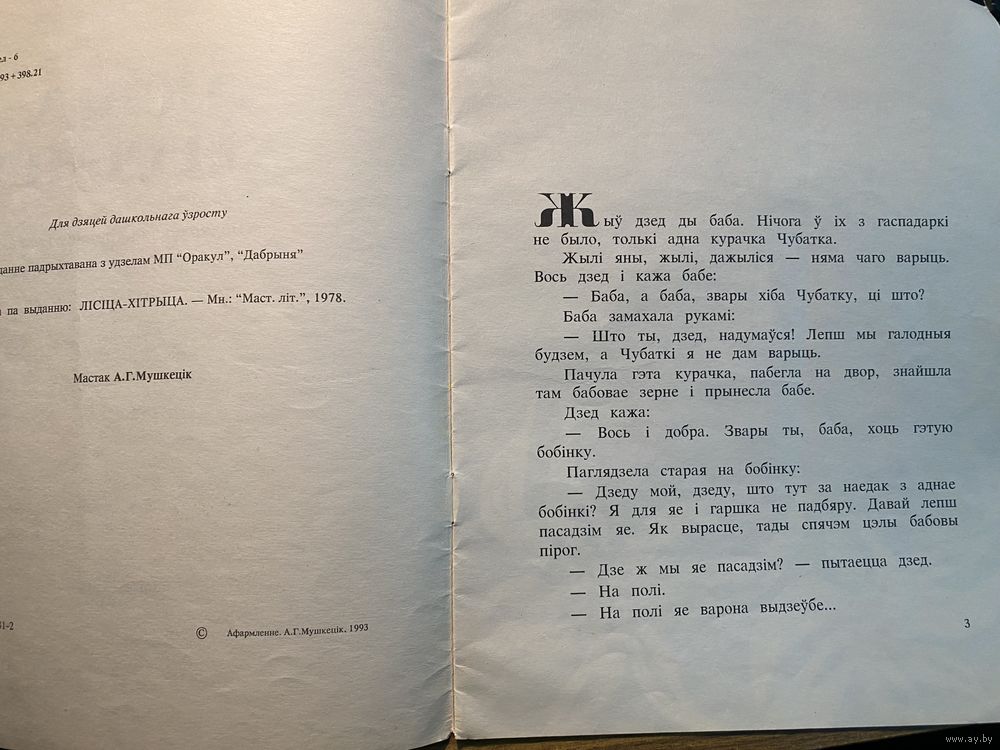 93 + 398.21
Для дзяцей дашкольнага ўзросту
падрыхтавана з удзелам МП “Оракул”, “Дабрыня”
па выданню: ЛІСІЦА-ХІТРЫЦА. — Мн.: “Маст. літ.”, 1978.
Мастак А.Г.Мушкецік
© Афармленне. А.Г.Мушкецік. 1993
Жыў дзед ды баба. Нічога ў іх з гаспадаркі
не было, толькі адна курачка Чубатка.
Жылі яны, жылі, дажыліся — няма чаго варыць.
Вось дзед і кажа бабе:
— Баба, а баба, звары хіба Чубатку, ці што?
Баба замахала рукамі:
— Што ты, дзед, надумаўся! Лепш мы галодныя
будзем, а Чубаткі я не дам варыць.
Пачула гэта курачка, пабегла на двор, знайшла
там бабовае зерне і прынесла бабе.
Дзед кажа:
— Вось і добра. Звары ты, баба, хоць гэтую
бобінку.
Паглядзела старая на бобінку:
— Дзеду мой, дзеду, што тут за наедак з аднае
бобінкі? Я для яе і гаршка не падбяру. Давай лепш
пасадзім яе. Як вырасце, тады спячэм цэлы бабовы
пірог.
— Дзе ж мы яе пасадзім? — пытаецца дзед.
— На полі.
— На полі яе варона выдзеўбе...
3
www.ay.by